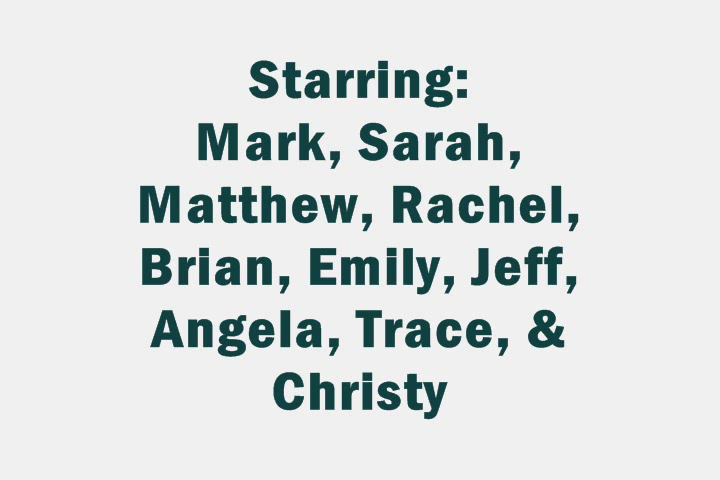 Starring:
Mark, Sarah,
Matthew, Rachel,
Brian, Emily, Jeff,
Angela, Trace, &
Christy